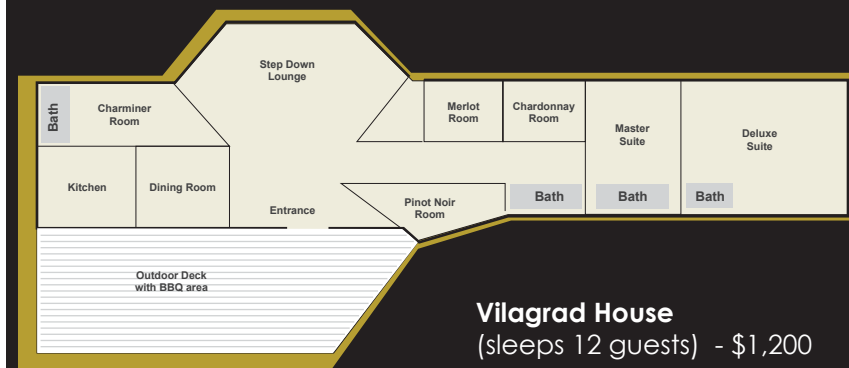 Step Down
Lounge
Bath
Charminer
Room
Merlot
Room
Chardonnay
Room
Master
Suite
Deluxe
Suite
Kitchen
Dining Room
Entrance
Pinot Noir
Room
Bath
Bath
Bath
Outdoor Deck
with BBQ area
Vilagrad House
(sleeps 12 guests) - $1,200